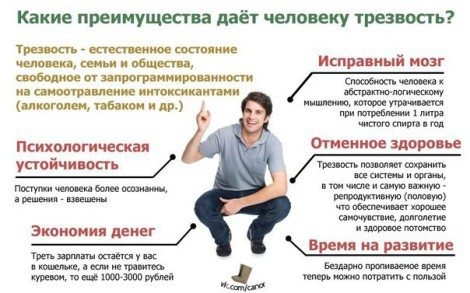 Какие преимущества даёт человеку трезвость?
Трезвость - естественное состояние
человека, семьи и общества,
свободное от запрограммированности
на самоотравление интоксикантами
(алкоголем, табаком и др.)
Исправный мозг
Способность человека к
абстрактно-логическому
мышлению, которое утрачивается
при потреблении 1 литра
чистого спирта в год
Психологическая
устойчивость
Поступки человека более осознанны,
а решения - взвешены
Отменное здоровье
Трезвость позволяет сохранить
все системы и органы,
в том числе и самую важную -
репродуктивную (половую)
что обеспечивает хорошее
самочувствие, долголетие
и здоровое потомство
Экономия денег
Треть зарплаты остаётся у вас
в кошельке, а если не травитесь
куревом, то ещё 1000-3000 рублей
Время на развитие
Бездарно пропиваемое время
теперь можно потратить с пользой
vk.com/canor